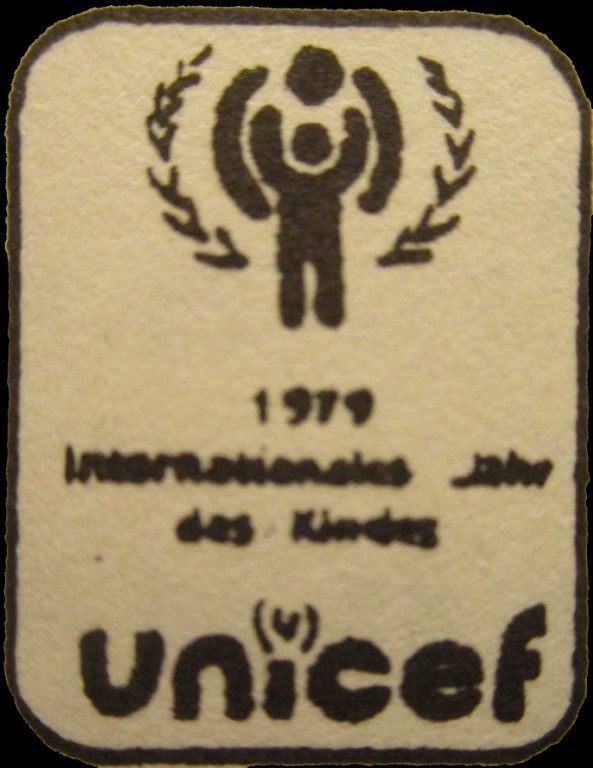 1979
Internationales Jahr
des Kindes
unicef